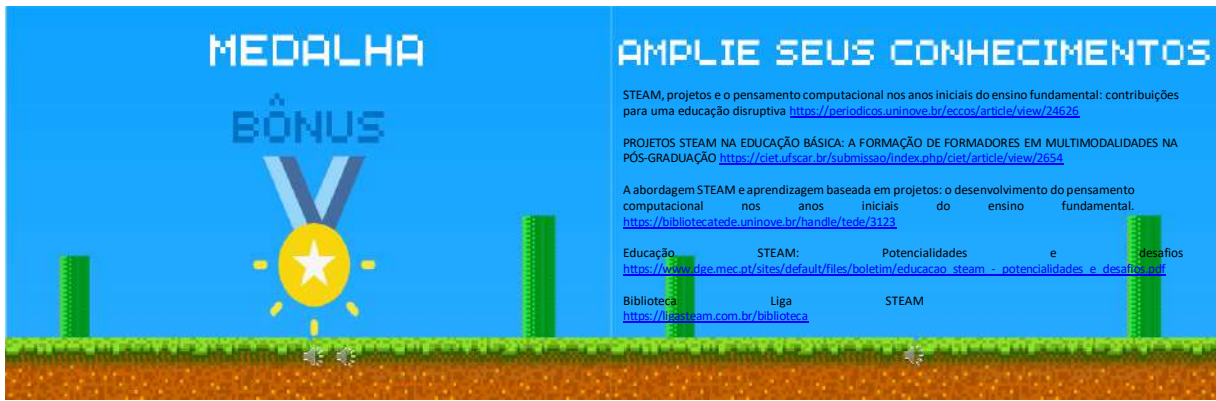 MEDALHA
BÔNUS
AMPLIE SEUS CONHECIMENTOS
STEAM, projetos e o pensamento computacional nos anos iniciais do ensino fundamental: contribuições
para uma educação disruptiva https://periodicos.uninove.br/eccos/article/view/24626
PROJETOS STEAM NA EDUCAÇÃO BÁSICA: A FORMAÇÃO DE FORMADORES EM MULTIMODALIDADES NA
PÓS-GRADUAÇÃO https://ciet.ufscar.br/submissao/index.php/ciet/article/view/2654
A abordagem STEAM e aprendizagem baseada em projetos: o desenvolvimento do pensamento
computacional nos anos iniciais do ensino fundamental.
https://bibliotecatede.uninove.br/handle/tede/3123
Educação STEAM: Potencialidades e desafios
https://www.dge.mec.pt/sites/default/files/boletim/educacao_steam_-_potencialidades_e_desafios.pdf
Biblioteca Liga STEAM
https://ligasteam.com.br/biblioteca